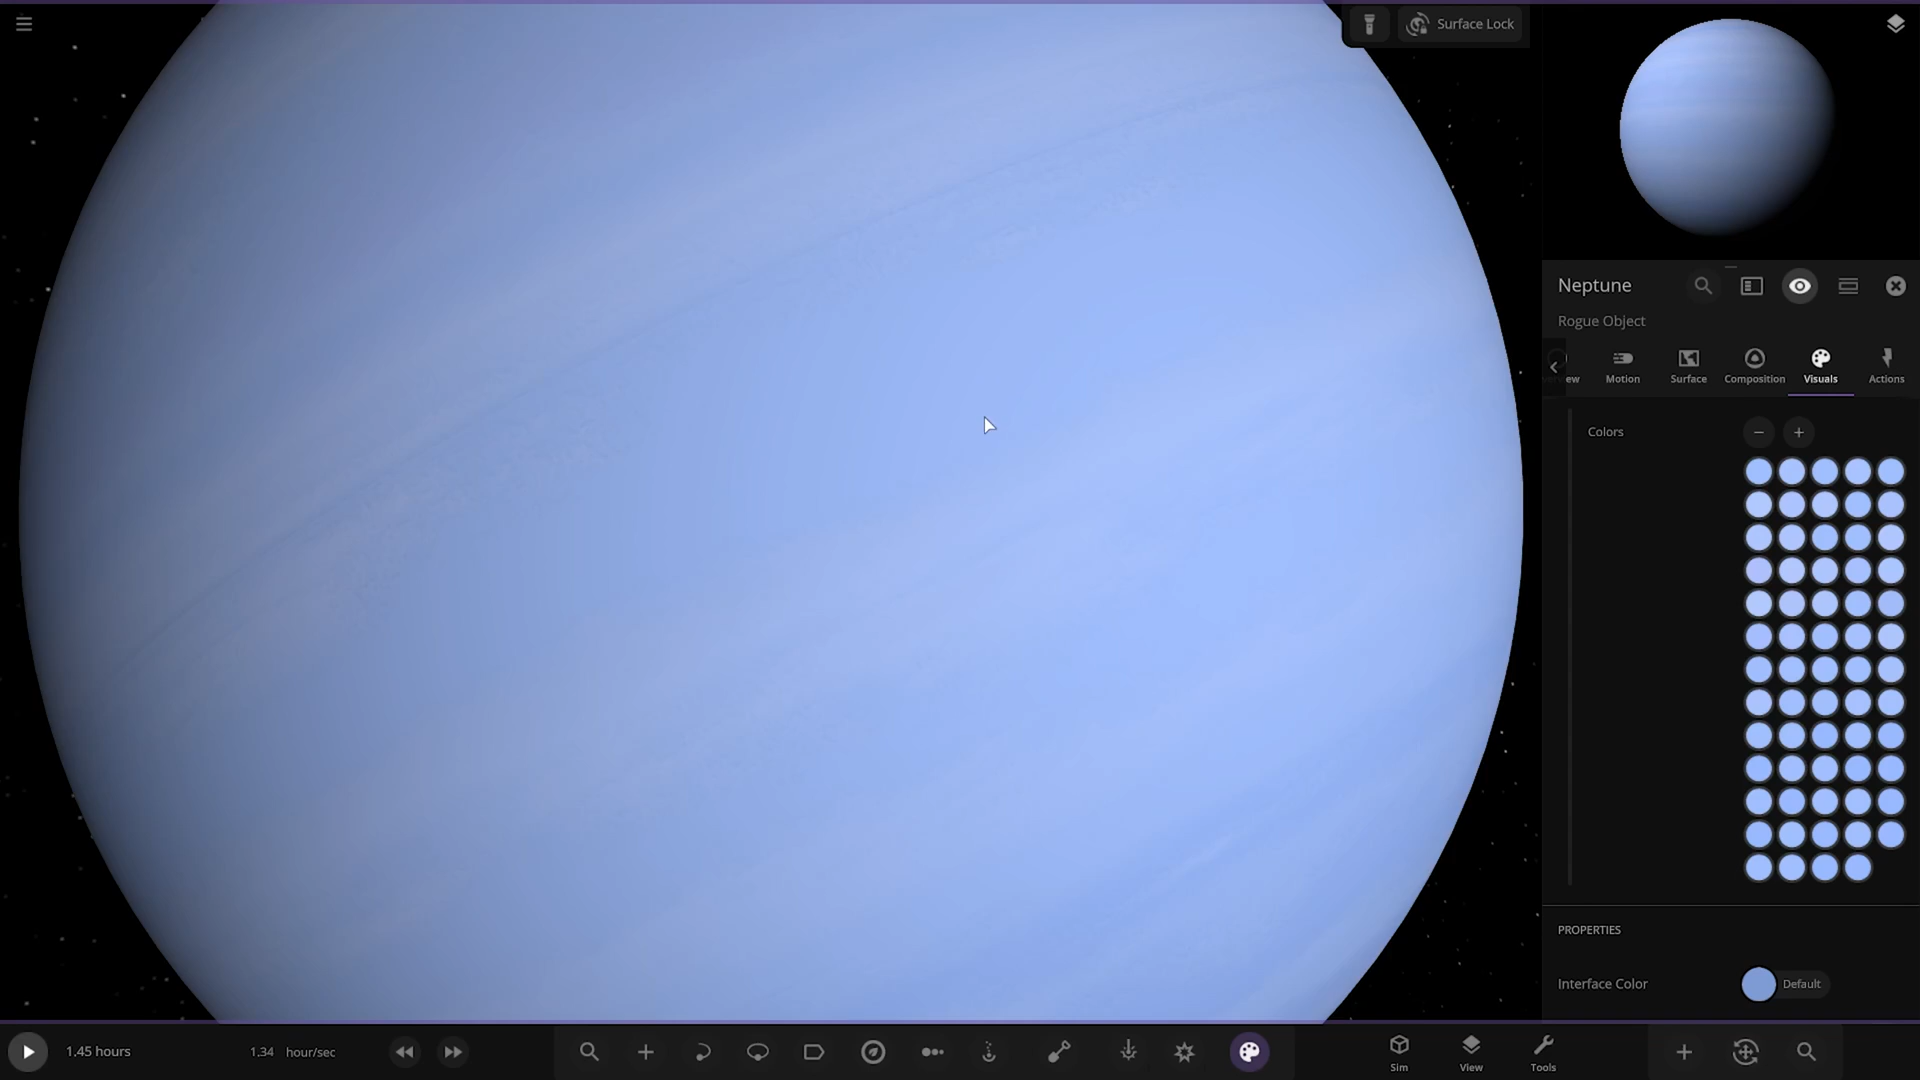 Surface Lock
Neptune
Rogue Object
Motion
Surface
Composition
Visuals
Actions
Colors
PROPERTIES
Interface Color
Default
1.45 hours
1.34 hour/sec
Sim
View
Tools